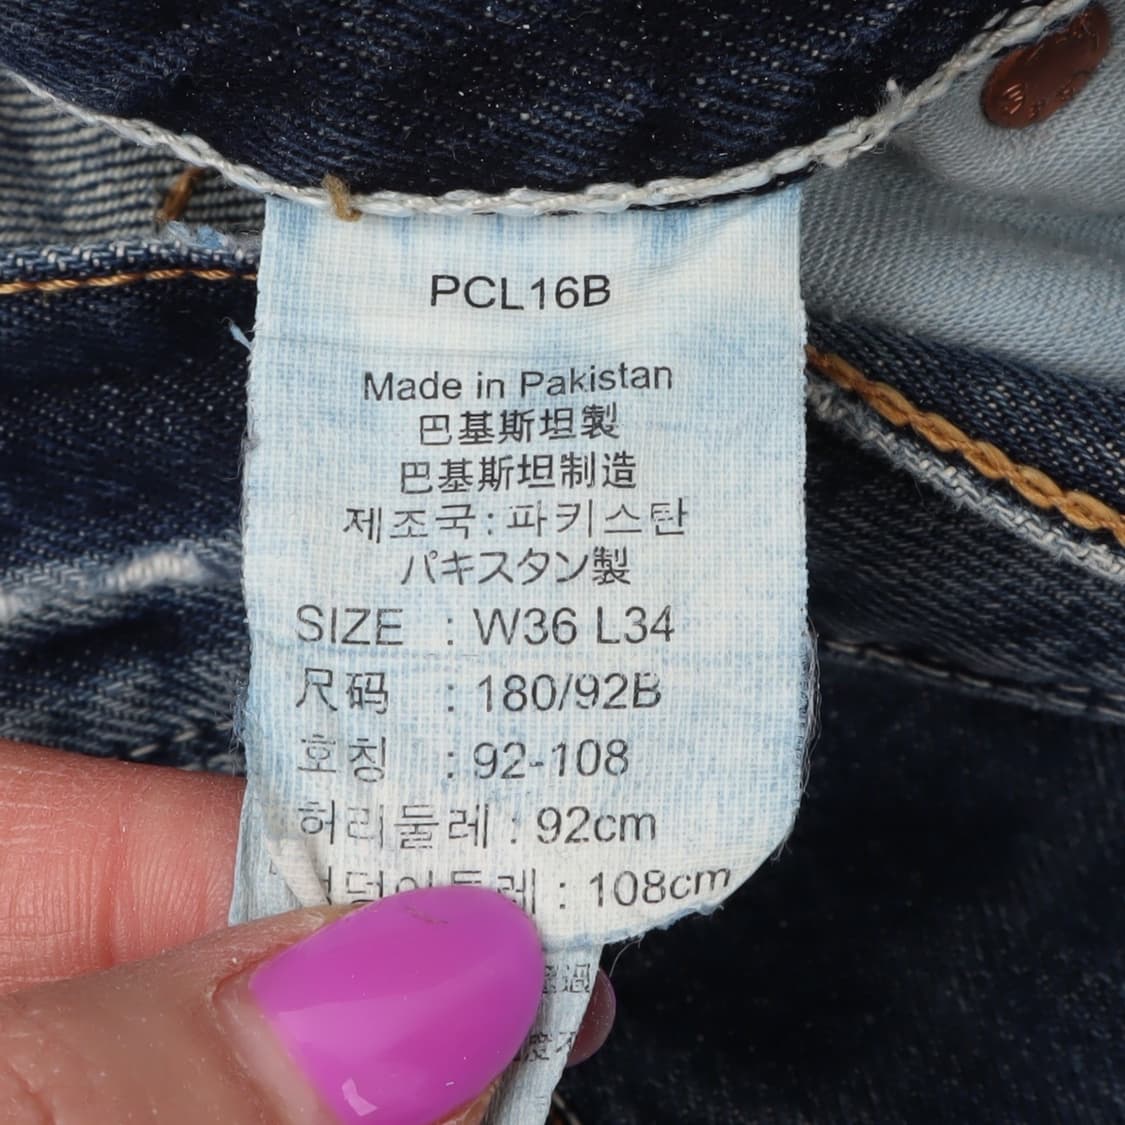 PCL16B
Made in Pakistan
巴基斯坦製
巴基斯坦制造
제조국: 파키스탄
パキスタン製
SIZE : W36 L34
尺码 : 180/92B
호칭 : 92-108
허리둘레 : 92cm
: 108cm
過